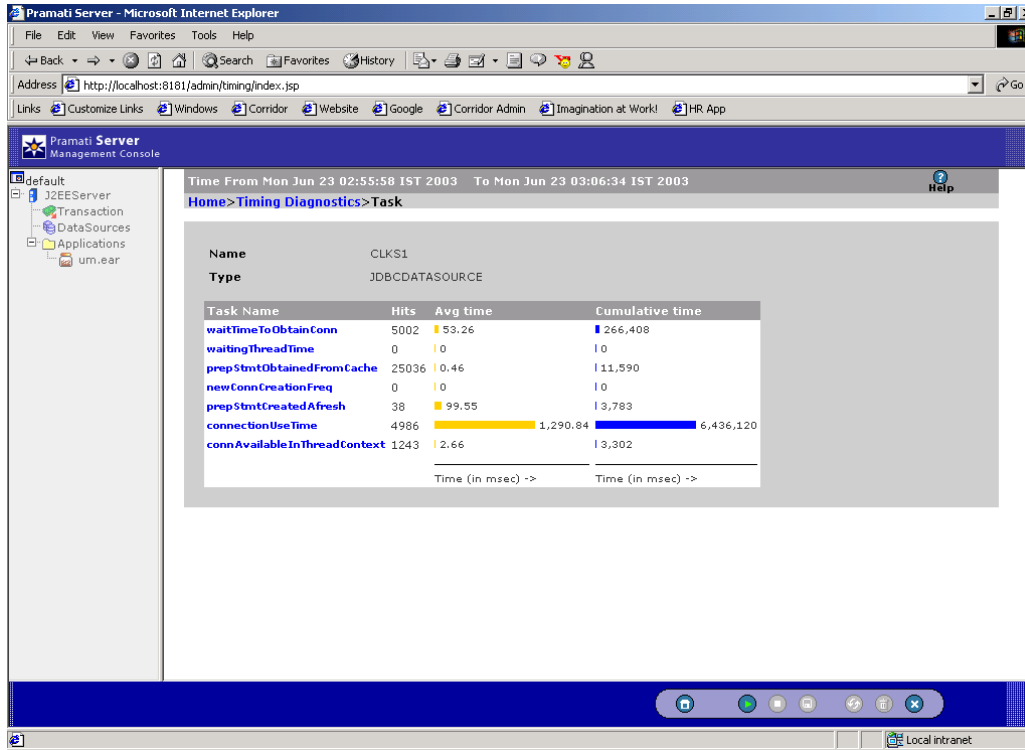 Pramati Server - Microsoft Internet Explorer
File Edit View Favorites Tools Help
Back Search Favorites History
Address http://localhost:8181/admin/timing/index.jsp Go
Links Customize Links Windows Corridor Website Google Corridor Admin Imagination at Work! HR App
Pramati Server
Management Console
default
J2EEServer
Transaction
DataSources
Applications
um.ear
Time From Mon Jun 23 02:55:58 IST 2003 To Mon Jun 23 03:06:34 IST 2003
Help
Home>Timing Diagnostics>Task
Name CLKS1
Type JDBCDATASOURCE
Task Name Hits Avg time Cumulative time
waitTimeToObtainConn 5002 53.26 266,408
waitingThreadTime 0 0 0
prepStmtObtainedFromCache 25036 0.46 11,590
newConnCreationFreq 0 0 0
prepStmtCreatedAfresh 38 99.55 3,783
connectionUseTime 4986 1,290.84 6,436,120
connAvailableInThreadContext 1243 2.66 3,302
Time (in msec) -> Time (in msec) ->
Local intranet